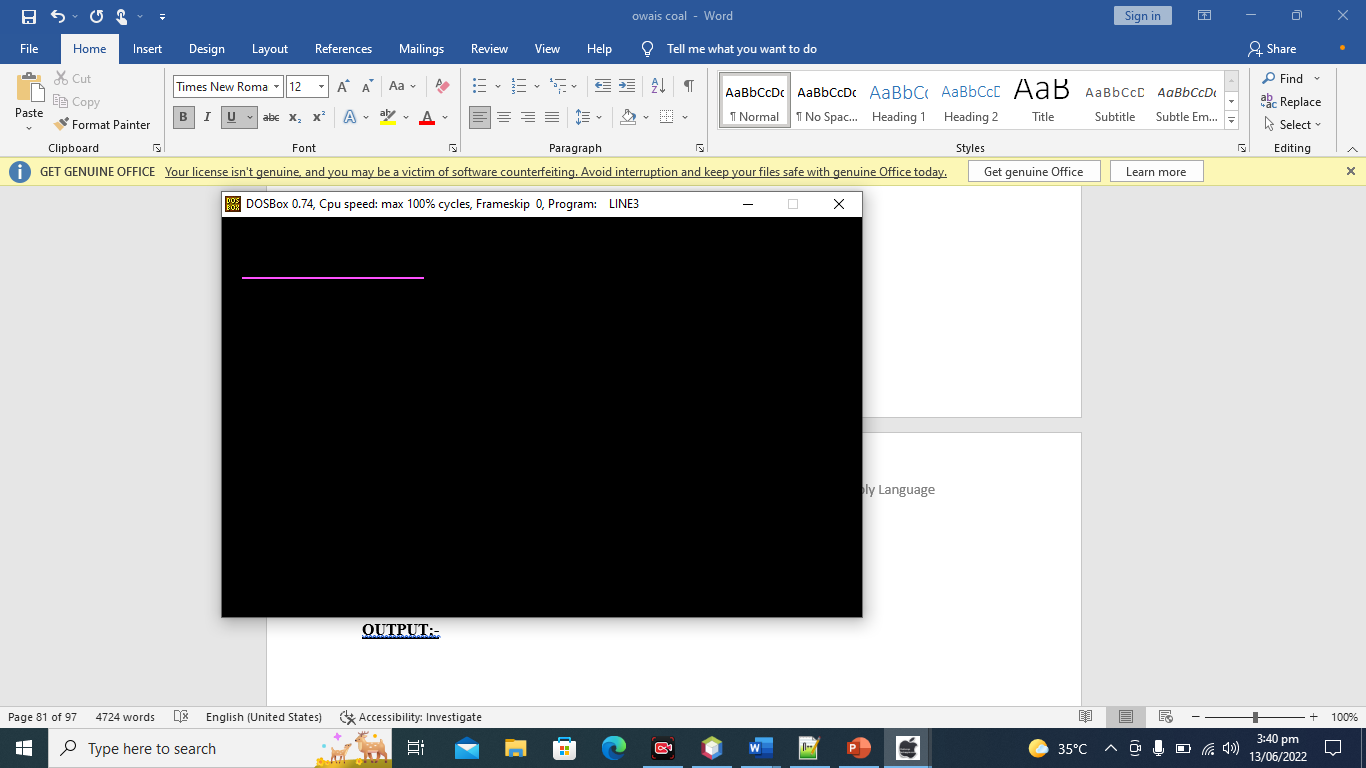 owais coal - Word
Sign in
File Home Insert Design Layout References Mailings Review View Help Tell me what you want to do Share
Paste
Cut
Copy
Format Painter
Clipboard
Times New Roma 12 Aa
B I U abc x₂ x² A ab A
Font
Paragraph
AaBbCcDc AaBbCcDc AaBbCc AaBbCcD AaB AaBbCcD AaBbCcDc
¶ Normal ¶ No Spac... Heading 1 Heading 2 Title Subtitle Subtle Em...
Styles
Find
Replace
Select
Editing
GET GENUINE OFFICE Your license isn't genuine, and you may be a victim of software counterfeiting. Avoid interruption and keep your files safe with genuine Office today. Get genuine Office Learn more
DOSBox 0.74, Cpu speed: max 100% cycles, Frameskip 0, Program: LINE3
Language
OUTPUT:-
Page 81 of 97 4724 words English (United States) Accessibility: Investigate 100%
Type here to search
35°C
3:40 pm
13/06/2022